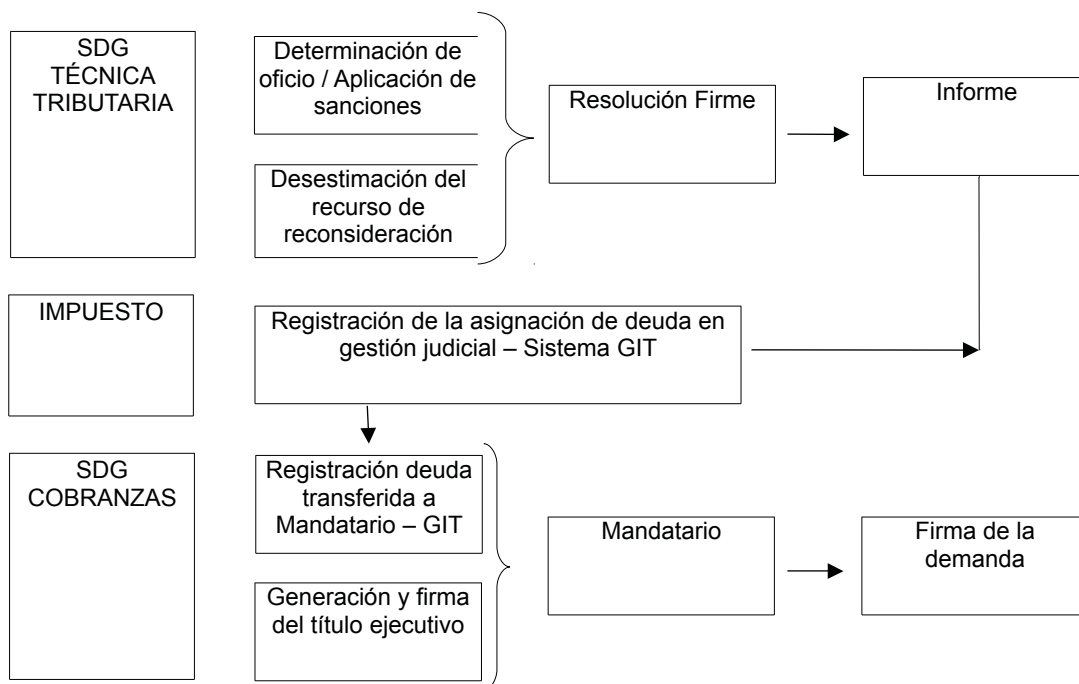 SDG
TÉCNICA
TRIBUTARIA
Determinación de
oficio / Aplicación de
sanciones
Desestimación del
recurso de
reconsideración
Resolución Firme
Informe
IMPUESTO
Registración de la asignación de deuda en
gestión judicial – Sistema GIT
SDG
COBRANZAS
Registración deuda
transferida a
Mandatario – GIT
Generación y firma
del título ejecutivo
Mandatario
Firma de la
demanda